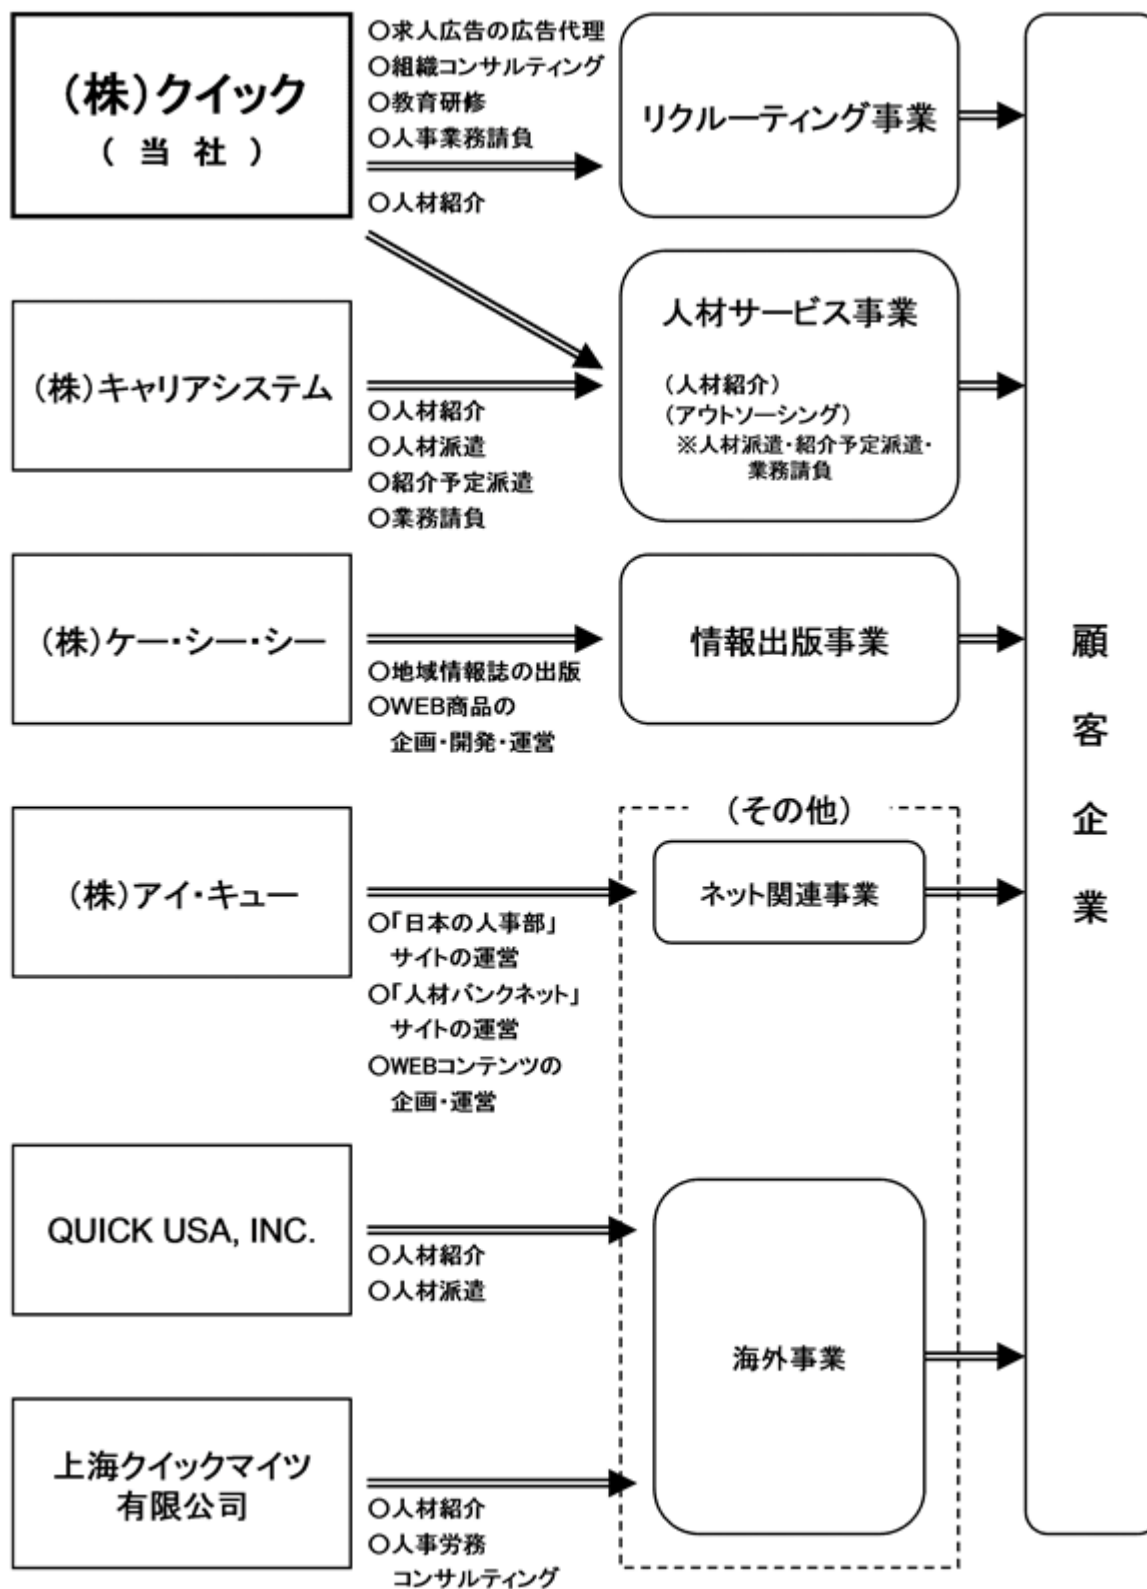 (株)クイック
(当社)
○求人広告の広告代理
○組織コンサルティング
○教育研修
○人事業務請負
○人材紹介
リクルーティング事業
(株)キャリアシステム
○人材紹介
○人材派遣
○紹介予定派遣
○業務請負
人材サービス事業
(人材紹介)
(アウトソーシング)
※人材派遣・紹介予定派遣・
業務請負
(株)ケー・シー・シー
○地域情報誌の出版
○WEB商品の
企画・開発・運営
情報出版事業
(株)アイ・キュー
○「日本の人事部」
サイトの運営
○「人材バンクネット」
サイトの運営
○WEBコンテンツの
企画・運営
(その他)
ネット関連事業
QUICK USA, INC.
○人材紹介
○人材派遣
海外事業
上海クイックマイツ
有限公司
○人材紹介
○人事労務
コンサルティング
顧客企業